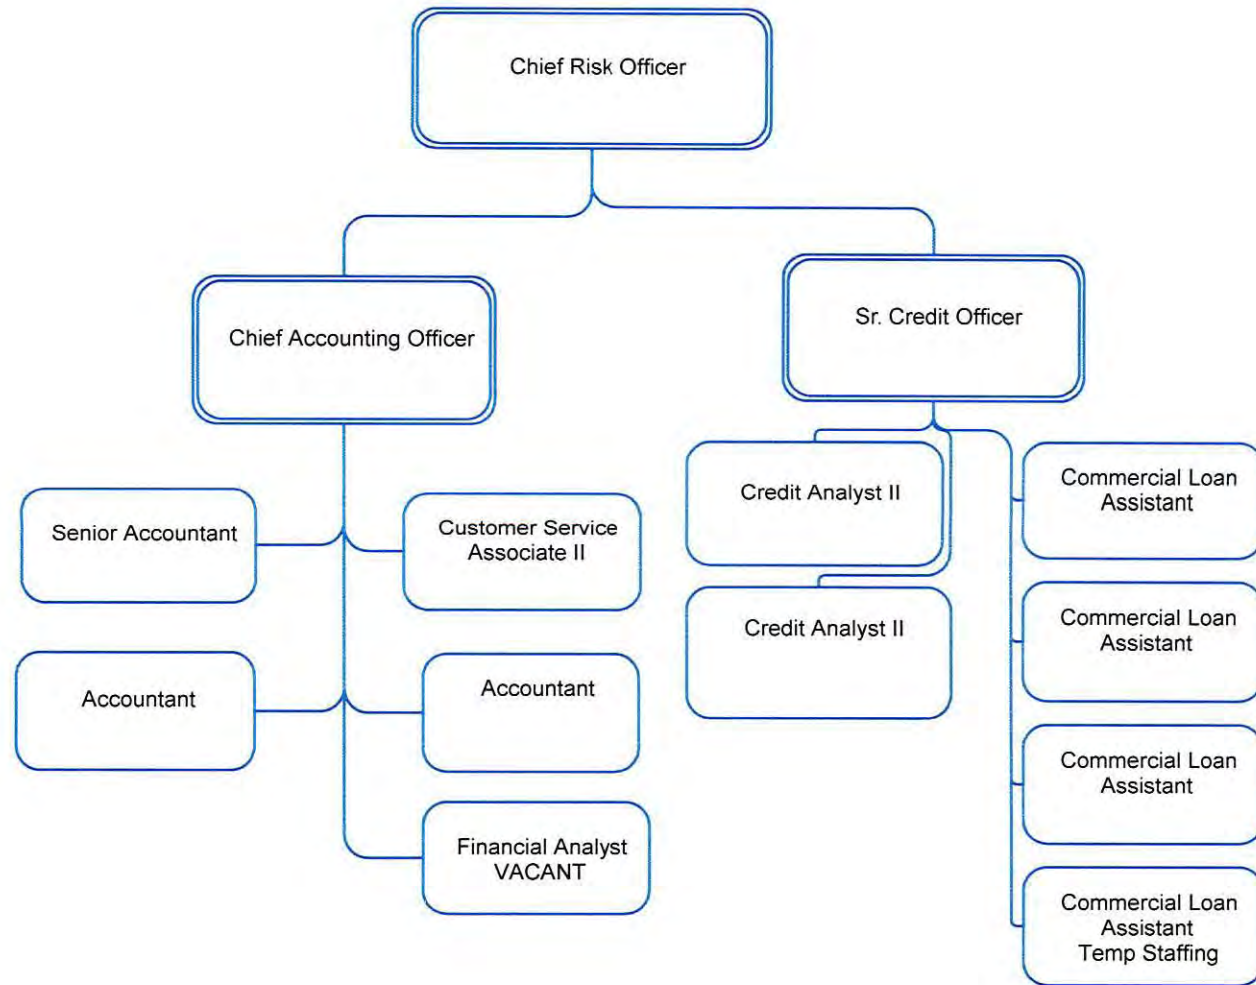 Chief Risk Officer
Chief Accounting Officer
Sr. Credit Officer
Senior Accountant
Customer Service
Associate II
Accountant
Accountant
Financial Analyst
VACANT
Credit Analyst II
Credit Analyst II
Commercial Loan
Assistant
Commercial Loan
Assistant
Commercial Loan
Assistant
Commercial Loan
Assistant
Temp Staffing